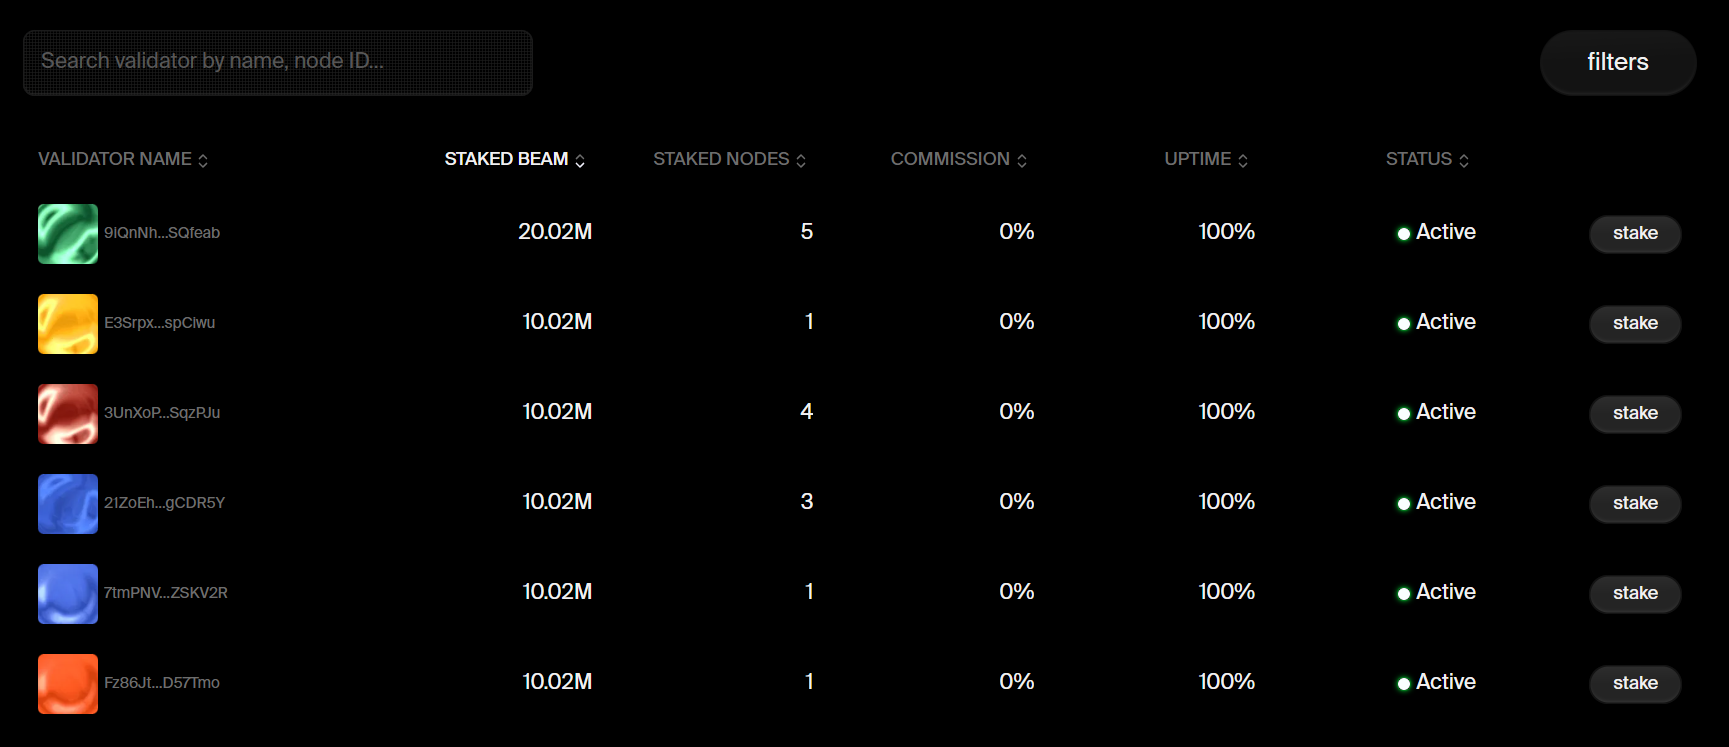 Search validator by name, node ID...
filters
VALIDATOR NAME STAKED BEAM STAKED NODES COMMISSION UPTIME STATUS
9iQnNh...SQfeab 20.02M 5 0% 100% Active stake
E3Srpx...spCiwu 10.02M 1 0% 100% Active stake
3UnXoP...SqzPJu 10.02M 4 0% 100% Active stake
21ZoEh...gCDR5Y 10.02M 3 0% 100% Active stake
7tmPNV...ZSKV2R 10.02M 1 0% 100% Active stake
Fz86Jt...D57Tmo 10.02M 1 0% 100% Active stake